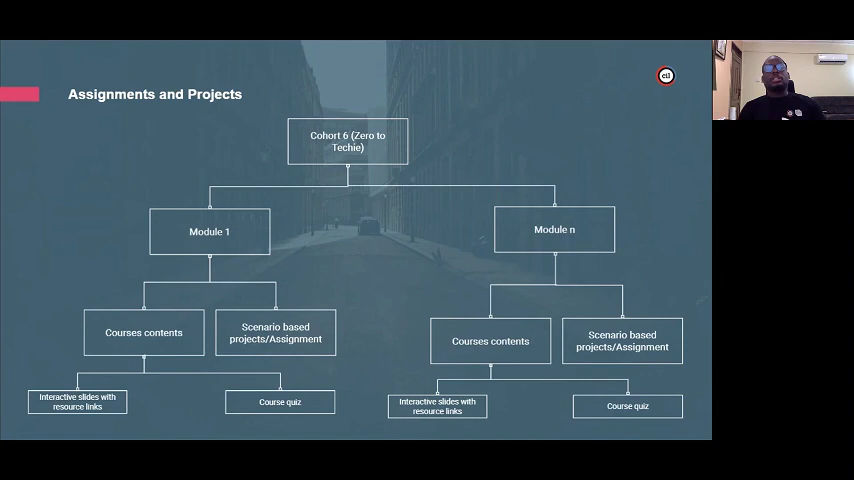 Assignments and Projects
cil
Cohort 6 (Zero to
Techie)
Module 1
Module n
Courses contents
Scenario based
projects/Assignment
Courses contents
Scenario based
projects/Assignment
Interactive slides with
resource links
Course quiz
Interactive slides with
resource links
Course quiz